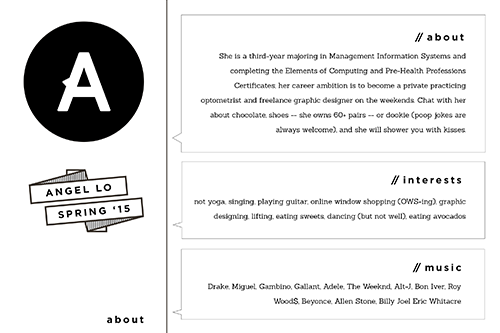 A
ANGEL LO
SPRING '15
about
// about
She is a third-year majoring in Management Information Systems and
completing the Elements of Computing and Pre-Health Professions
Certificates; her career ambition is to become a private practicing
optometrist and freelance graphic designer on the weekends. Chat with her
about chocolate, shoes -- she owns 60+ pairs -- or dookie (poop jokes are
always welcome), and she will shower you with kisses.
// interests
not yoga, singing, playing guitar, online window shopping (OWS-ing), graphic
designing, lifting, eating sweets, dancing (but not well), eating avocados
// music
Drake, Miguel, Gambino, Gallant, Adele, The Weeknd, Alt-J, Bon Iver, Roy
Wood$, Beyonce, Allen Stone, Billy Joel Eric Whitacre